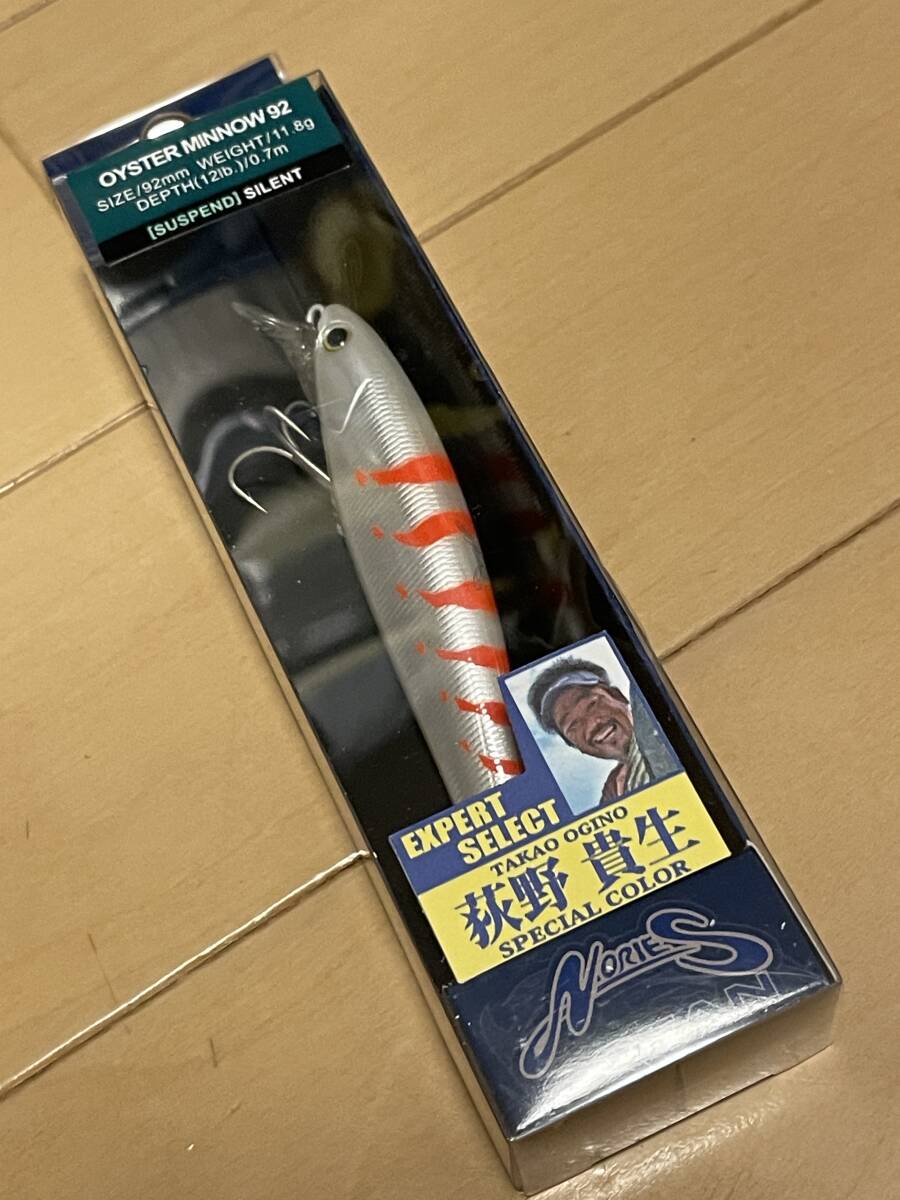 OYSTER MINNOW 92
SIZE/92mm WEIGHT/11.8g
DEPTH(12lb.)/0.7m
[SUSPEND] SILENT
EXPERT
SELECT
TAKAO OGINO
荻野 貴生
SPECIAL COLOR
NORIES